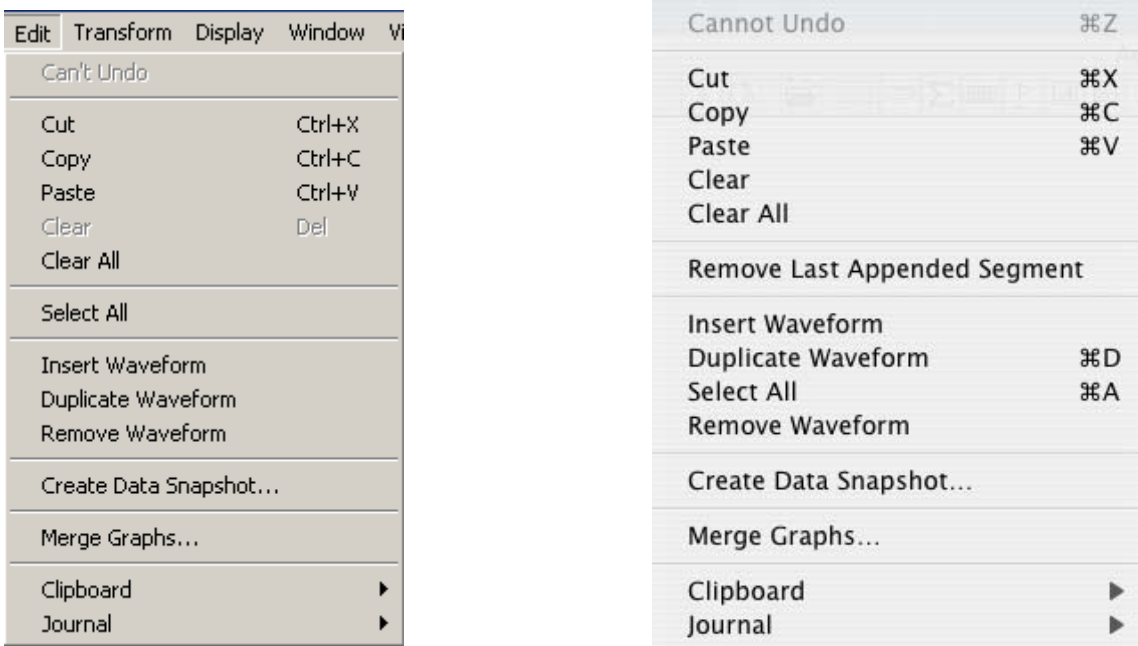 Edit Transform Display Window Vi
Can't Undo
Cut Ctrl+X
Copy Ctrl+C
Paste Ctrl+V
Clear Del
Clear All
Select All
Insert Waveform
Duplicate Waveform
Remove Waveform
Create Data Snapshot...
Merge Graphs...
Clipboard
Journal
Cannot Undo ⌘Z
Cut ⌘X
Copy ⌘C
Paste ⌘V
Clear
Clear All
Remove Last Appended Segment
Insert Waveform
Duplicate Waveform ⌘D
Select All ⌘A
Remove Waveform
Create Data Snapshot...
Merge Graphs...
Clipboard
Journal